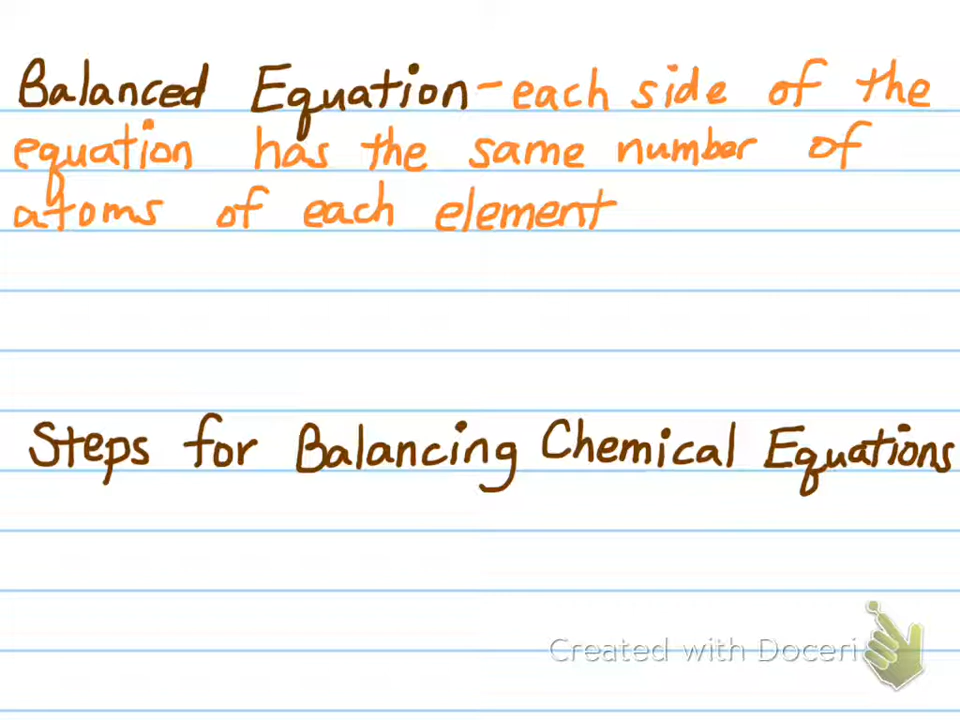 Balanced Equation - each side of the
equation has the same number of
atoms of each element
Steps for Balancing Chemical Equations
Created with Doceri